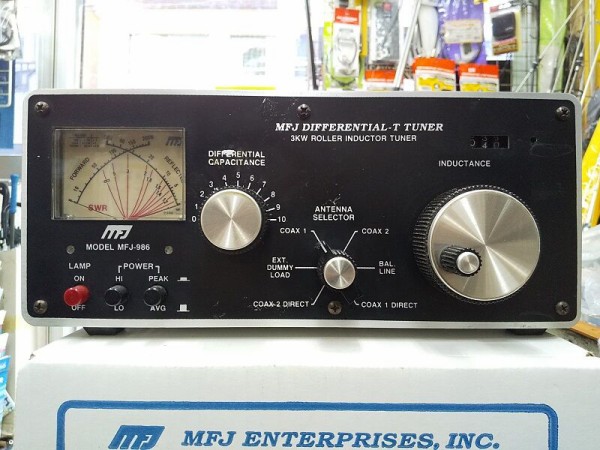 MFJ DIFFERENTIAL-T TUNER
3KW ROLLER INDUCTOR TUNER
FORWARD
SWR
MFJ
MODEL MFJ-986
LAMP
ON
OFF
POWER
HI
LO
PEAK
AVG
DIFFERENTIAL
CAPACITANCE
0 1 2 3 4 5 6 7 8 9 10
ANTENNA
SELECTOR
COAX 1
COAX 2
EXT.
DUMMY
LOAD
BAL.
LINE
COAX 2 DIRECT
COAX 1 DIRECT
INDUCTANCE
MFJ
MFJ ENTERPRISES, INC.